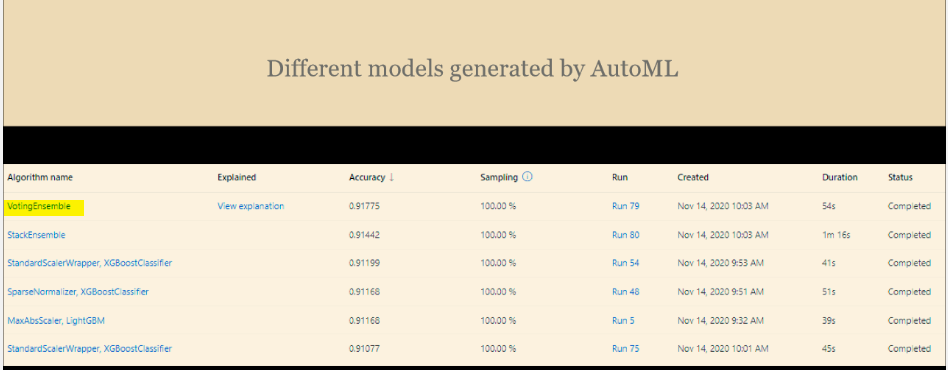 Different models generated by AutoML
Algorithm name Explained Accuracy ↓ Sampling ⓘ Run Created Duration Status
VotingEnsemble View explanation 0.91775 100.00 % Run 79 Nov 14, 2020 10:03 AM 54s Completed
StackEnsemble 0.91442 100.00 % Run 80 Nov 14, 2020 10:03 AM 1m 16s Completed
StandardScalerWrapper, XGBoostClassifier 0.91199 100.00 % Run 54 Nov 14, 2020 9:53 AM 41s Completed
SparseNormalizer, XGBoostClassifier 0.91168 100.00 % Run 48 Nov 14, 2020 9:51 AM 51s Completed
MaxAbsScaler, LightGBM 0.91168 100.00 % Run 5 Nov 14, 2020 9:32 AM 39s Completed
StandardScalerWrapper, XGBoostClassifier 0.91077 100.00 % Run 75 Nov 14, 2020 10:01 AM 45s Completed